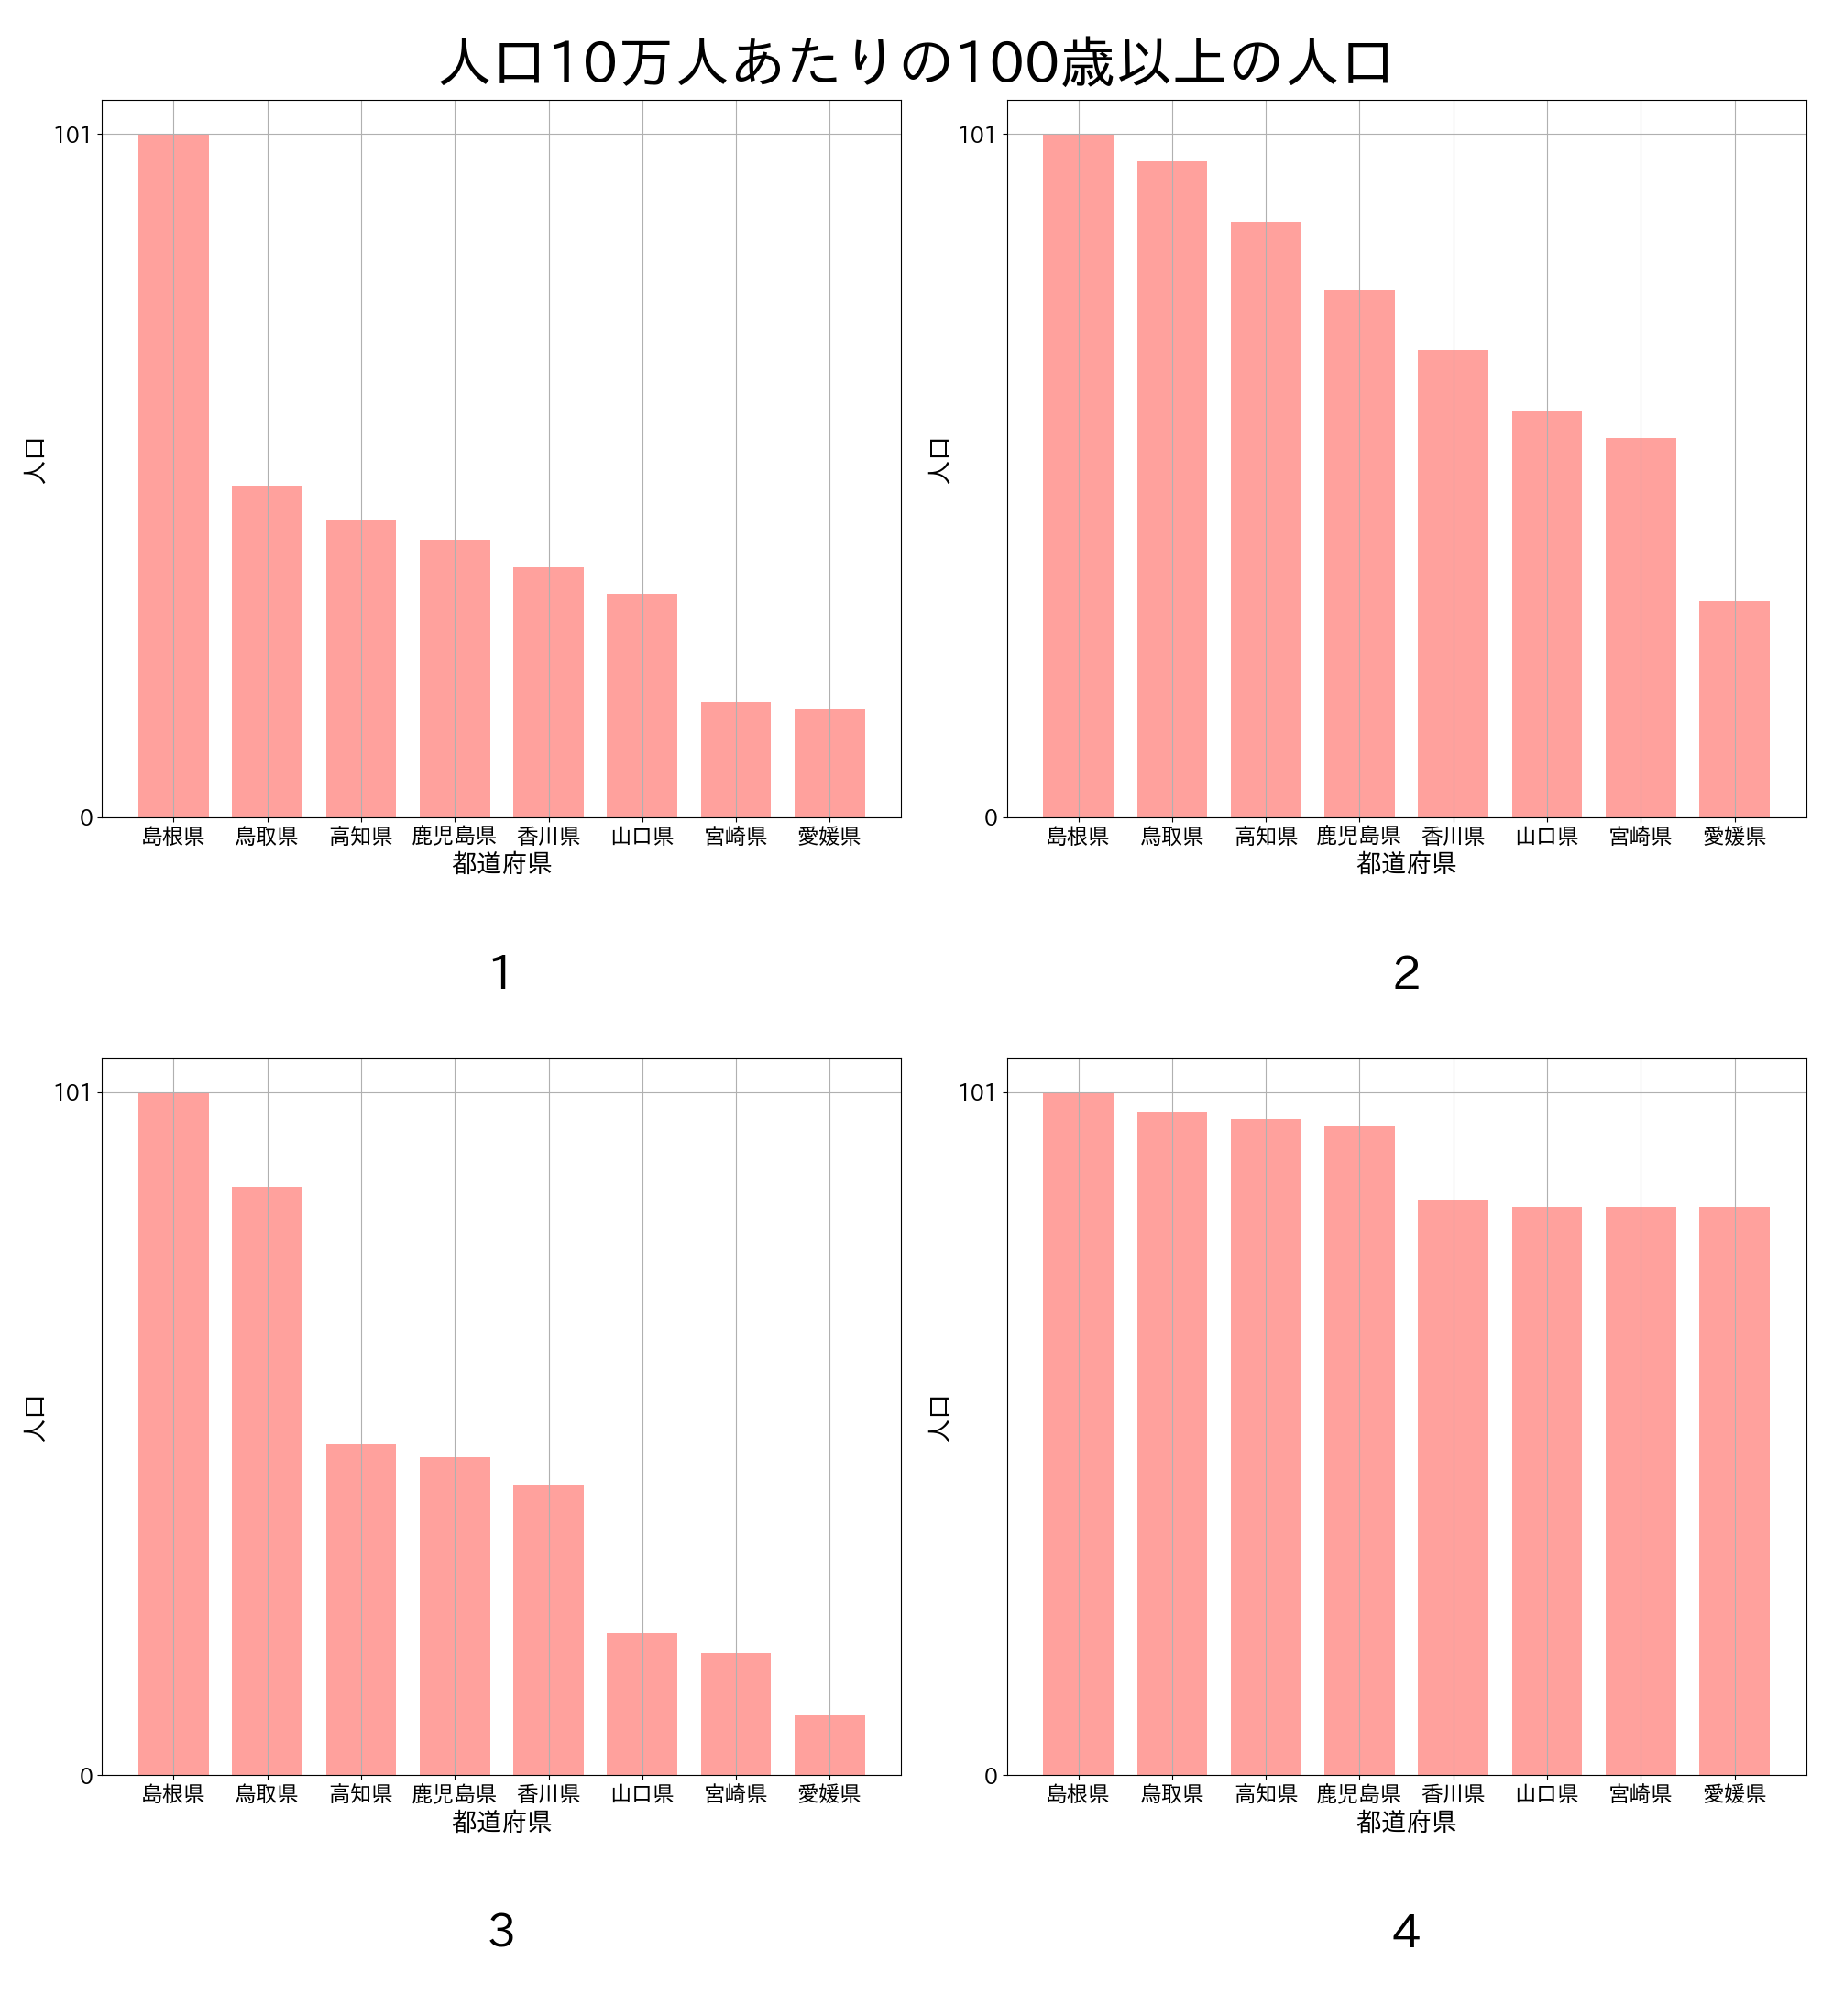 人口10万人あたりの100歳以上の人口
101
0
人口
島根県 鳥取県 高知県 鹿児島県 香川県 山口県 宮崎県 愛媛県
都道府県
1
101
0
人口
島根県 鳥取県 高知県 鹿児島県 香川県 山口県 宮崎県 愛媛県
都道府県
2
101
0
人口
島根県 鳥取県 高知県 鹿児島県 香川県 山口県 宮崎県 愛媛県
都道府県
3
101
0
人口
島根県 鳥取県 高知県 鹿児島県 香川県 山口県 宮崎県 愛媛県
都道府県
4